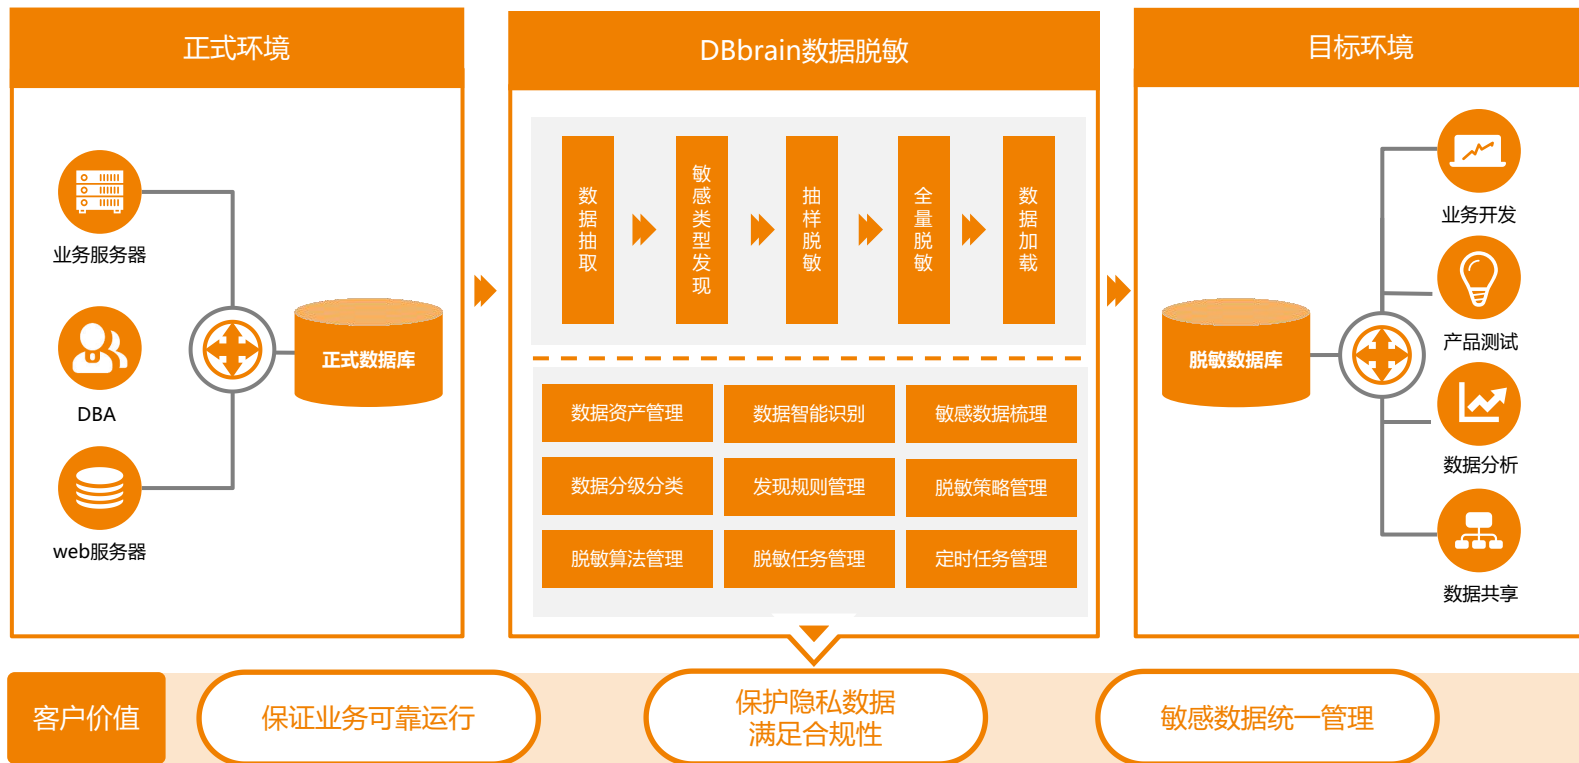 正式环境
业务服务器
DBA
web服务器
正式数据库
DBbrain数据脱敏
数据抽取
敏感类型发现
抽样脱敏
全量脱敏
数据加载
数据资产管理
数据智能识别
敏感数据梳理
数据分级分类
发现规则管理
脱敏策略管理
脱敏算法管理
脱敏任务管理
定时任务管理
目标环境
脱敏数据库
业务开发
产品测试
数据分析
数据共享
客户价值
保证业务可靠运行
保护隐私数据
满足合规性
敏感数据统一管理